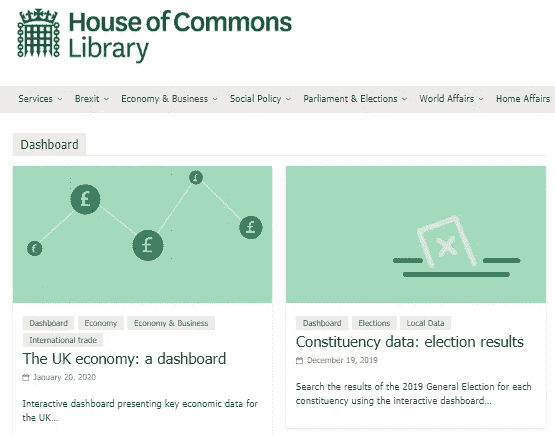 House of Commons
Library
Services Brexit Economy & Business Social Policy Parliament & Elections World Affairs Home Affairs
Dashboard
£ £ £ £ £
Dashboard Economy Economy & Business
International trade
The UK economy: a dashboard
January 20, 2020
Interactive dashboard presenting key economic data for
the UK...
Dashboard Elections Local Data
Constituency data: election results
December 19, 2019
Search the results of the 2019 General Election for each
constituency using the interactive dashboard...